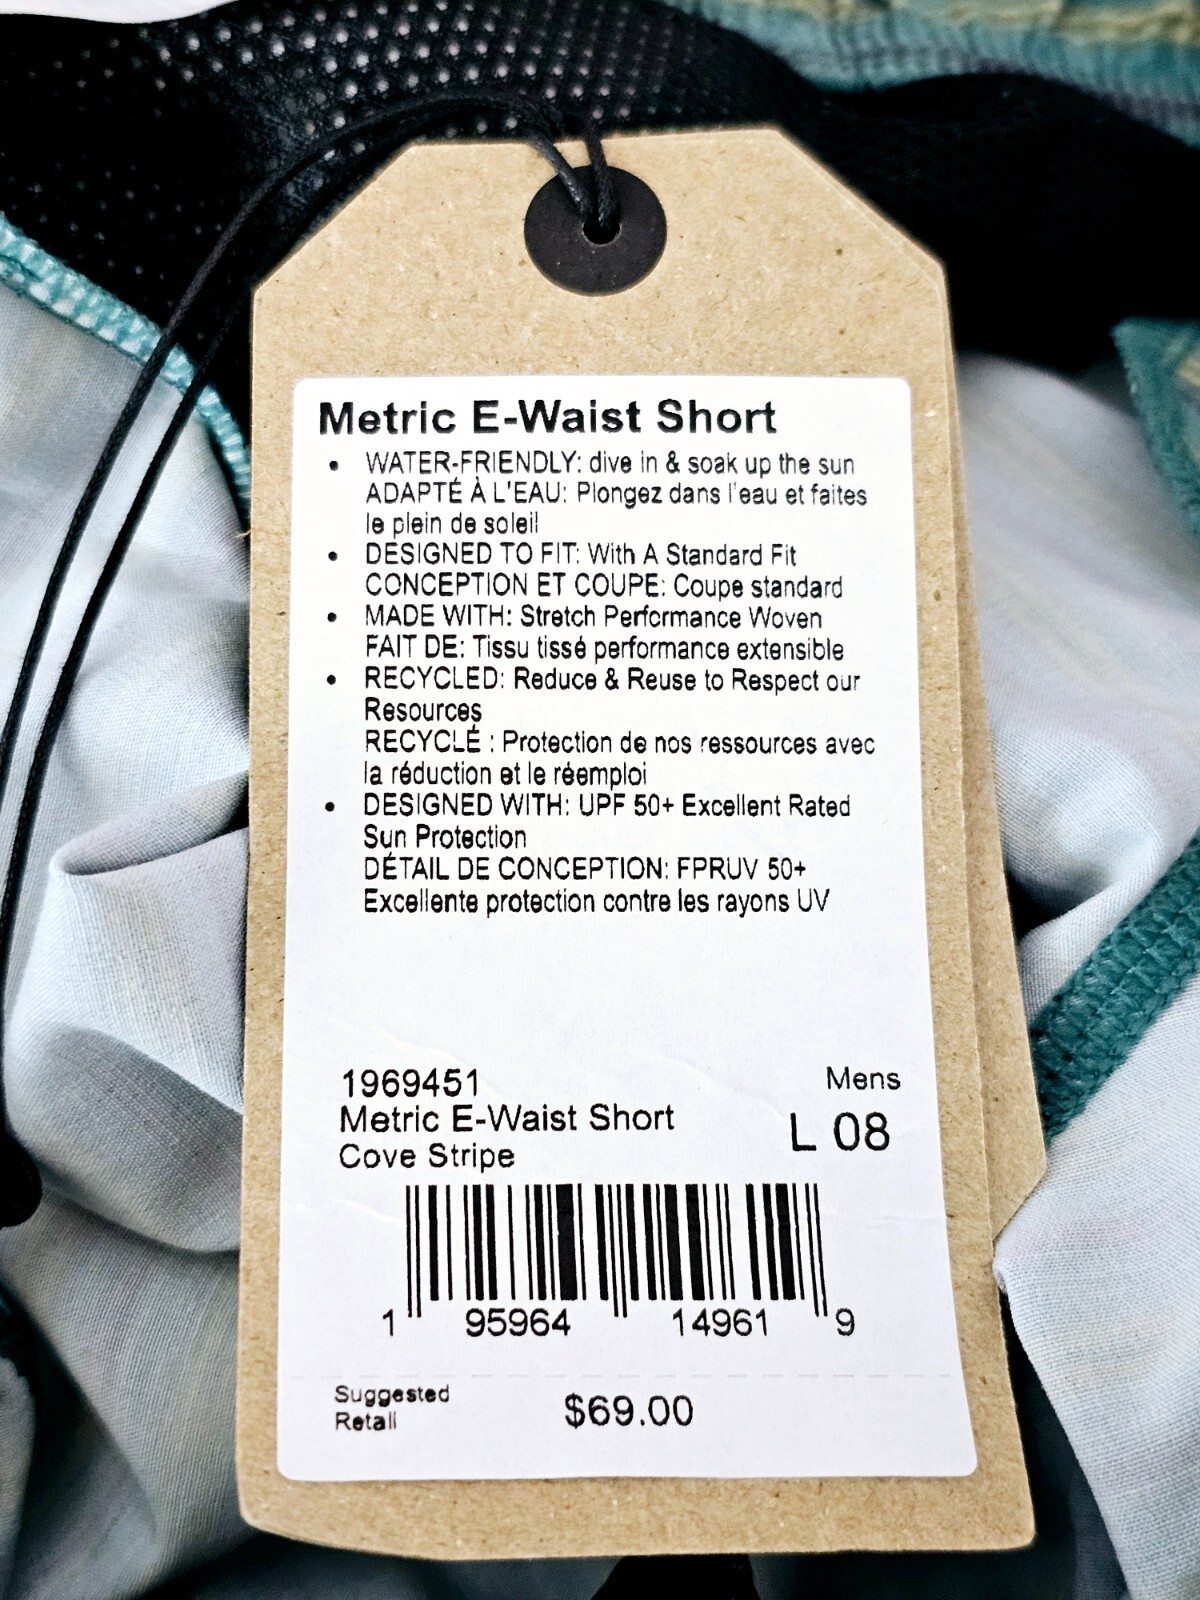 Metric E-Waist Short
• WATER-FRIENDLY: dive in & soak up the sun
ADAPTÉ À L'EAU: Plongez dans l'eau et faites
le plein de soleil
• DESIGNED TO FIT: With A Standard Fit
CONCEPTION ET COUPE: Coupe standard
• MADE WITH: Stretch Performance Woven
FAIT DE: Tissu tissé performance extensible
• RECYCLED: Reduce & Reuse to Respect our
Resources
RECYCLÉ : Protection de nos ressources avec
la réduction et le réemploi
• DESIGNED WITH: UPF 50+ Excellent Rated
Sun Protection
DÉTAIL DE CONCEPTION: FPRUV 50+
Excellente protection contre les rayons UV
1969451
Mens
Metric E-Waist Short
L 08
Cove Stripe
1 95964 14961 9
Suggested
Retail
$69.00